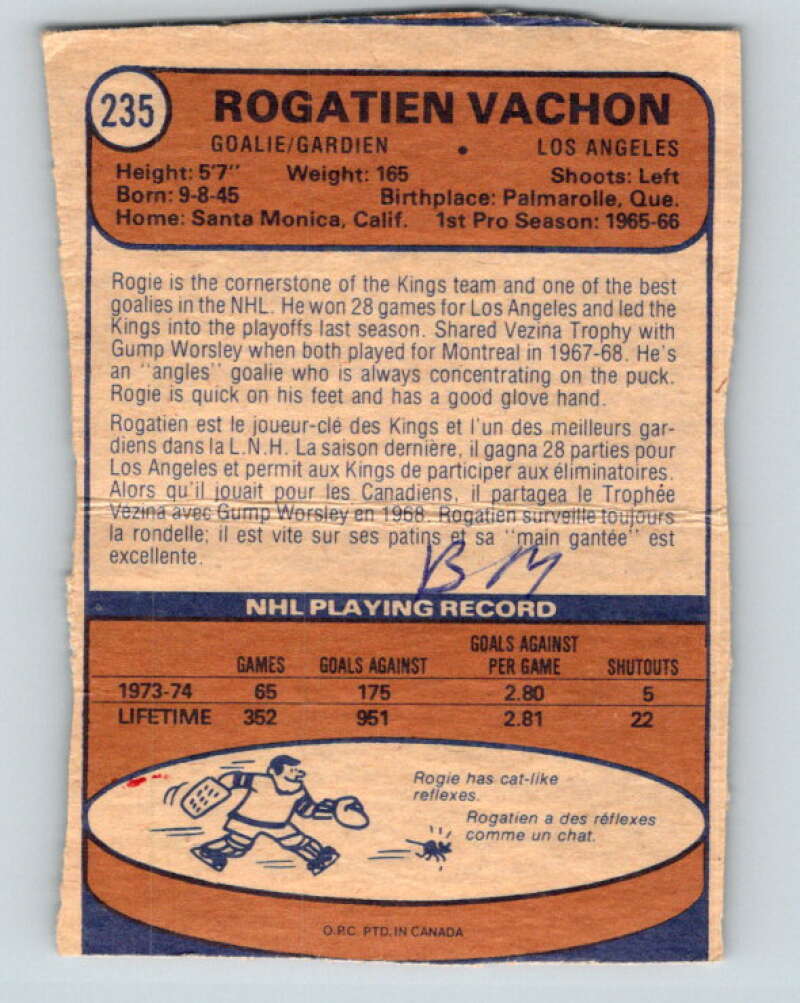 235
ROGATIEN VACHON
GOALIE/GARDIEN • LOS ANGELES
Height: 5'7" Weight: 165 Shoots: Left
Born: 9-8-45 Birthplace: Palmarolle, Que.
Home: Santa Monica, Calif. 1st Pro Season: 1965-66
Rogie is the cornerstone of the Kings team and one of the best
goalies in the NHL. He won 28 games for Los Angeles and led the
Kings into the playoffs last season. Shared Vezina Trophy with
Gump Worsley when both played for Montreal in 1967-68. He's
an "angles" goalie who is always concentrating on the puck.
Rogie is quick on his feet and has a good glove hand.
Rogatien est le joueur-clé des Kings et l'un des meilleurs gar-
diens dans la L.N.H. La saison dernière, il gagna 28 parties pour
Los Angeles et permit aux Kings de participer aux éliminatoires.
Alors qu'il jouait pour les Canadiens, il partagea le Trophée
Vezina avec Gump Worsley en 1968. Rogatien surveille toujours
la rondelle; il est vite sur ses patins et sa "main gantée" est
excellente.
BM
NHL PLAYING RECORD
GAMES GOALS AGAINST GOALS AGAINST PER GAME SHUTOUTS
1973-74 65 175 2.80 5
LIFETIME 352 951 2.81 22
Rogie has cat-like
reflexes.
Rogatien a des réflexes
comme un chat.
O.P.C. PTD. IN CANADA